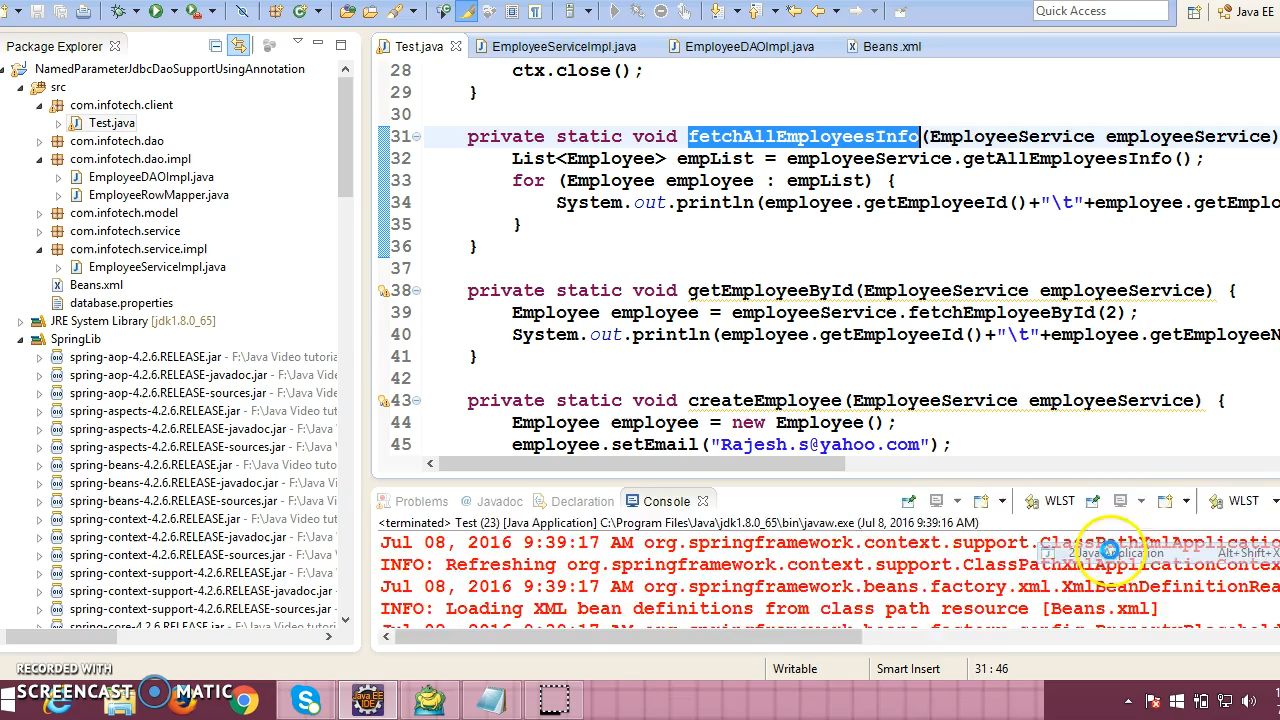 Quick Access
Java EE
Package Explorer
Test.java
EmployeeServiceImpl.java
EmployeeDAOImpl.java
Beans.xml
NamedParameterJdbcDaoSupportUsingAnnotation
src
com.infotech.client
Test.java
com.infotech.dao
com.infotech.dao.impl
EmployeeDAOImpl.java
EmployeeRowMapper.java
com.infotech.model
com.infotech.service
com.infotech.service.impl
EmployeeServiceImpl.java
Beans.xml
database.properties
JRE System Library [jdk1.8.0_65]
SpringLib
spring-aop-4.2.6.RELEASE.jar - F:\Java Video tutoria
spring-aop-4.2.6.RELEASE-javadoc.jar - F:\Java Vide
spring-aop-4.2.6.RELEASE-sources.jar - F:\Java Vide
spring-aspects-4.2.6.RELEASE.jar - F:\Java Video tut
spring-aspects-4.2.6.RELEASE-javadoc.jar - F:\Java
spring-aspects-4.2.6.RELEASE-sources.jar - F:\Java
spring-beans-4.2.6.RELEASE.jar - F:\Java Video tuto
spring-beans-4.2.6.RELEASE-javadoc.jar - F:\Java V
spring-beans-4.2.6.RELEASE-sources.jar - F:\Java V
spring-context-4.2.6.RELEASE.jar - F:\Java Video tu
spring-context-4.2.6.RELEASE-javadoc.jar - F:\Java
spring-context-4.2.6.RELEASE-sources.jar - F:\Java
spring-context-support-4.2.6.RELEASE.jar - F:\Java
spring-context-support-4.2.6.RELEASE-javadoc.jar
spring-context-support-4.2.6.RELEASE-sources.jar
28 ctx.close();
29 }
30
31 private static void fetchAllEmployeesInfo(EmployeeService employeeService)
32 List<Employee> empList = employeeService.getAllEmployeesInfo();
33 for (Employee employee : empList) {
34 System.out.println(employee.getEmployeeId()+"\t"+employee.getEmplo
35 }
36 }
37
38 private static void getEmployeeById(EmployeeService employeeService) {
39 Employee employee = employeeService.fetchEmployeeById(2);
40 System.out.println(employee.getEmployeeId()+"\t"+employee.getEmployeeN
41 }
42
43 private static void createEmployee(EmployeeService employeeService) {
44 Employee employee = new Employee();
45 employee.setEmail("Rajesh.s@yahoo.com");
Problems
Javadoc
Declaration
Console
WLST
WLST
<terminated> Test (23) [Java Application] C:\Program Files\Java\jdk1.8.0_65\bin\javaw.exe (Jul 8, 2016 9:39:16 AM)
Jul 08, 2016 9:39:17 AM org.springframework.context.support.ClassPathXmlApplication
2 Java Application Alt+Shift+X
INFO: Refreshing org.springframework.context.support.ClassPathXmlApplicationContex
Jul 08, 2016 9:39:17 AM org.springframework.beans.factory.xml.XmlBeanDefinitionRea
INFO: Loading XML bean definitions from class path resource [Beans.xml]
Writable
Smart Insert
31 : 46
RECORDED WITH
SCREENCAST MATIC
Java EE
IDE